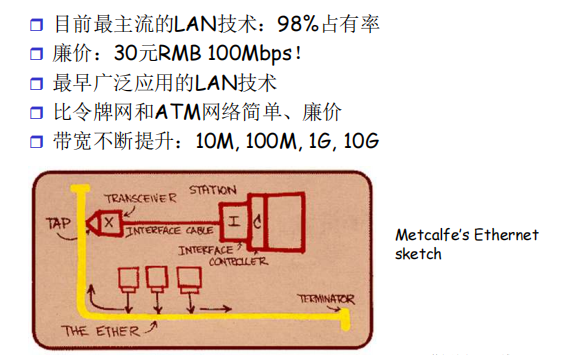 目前最主流的LAN技术：98%占有率
廉价：30元RMB 100Mbps！
最早广泛应用的LAN技术
比令牌网和ATM网络简单、廉价
带宽不断提升：10M, 100M, 1G, 10G
STATION
TRANSCEIVER
TAP
X
I
C
INTERFACE CABLE
INTERFACE
CONTROLLER
TERMINATOR
THE ETHER
Metcalfe's Ethernet
sketch